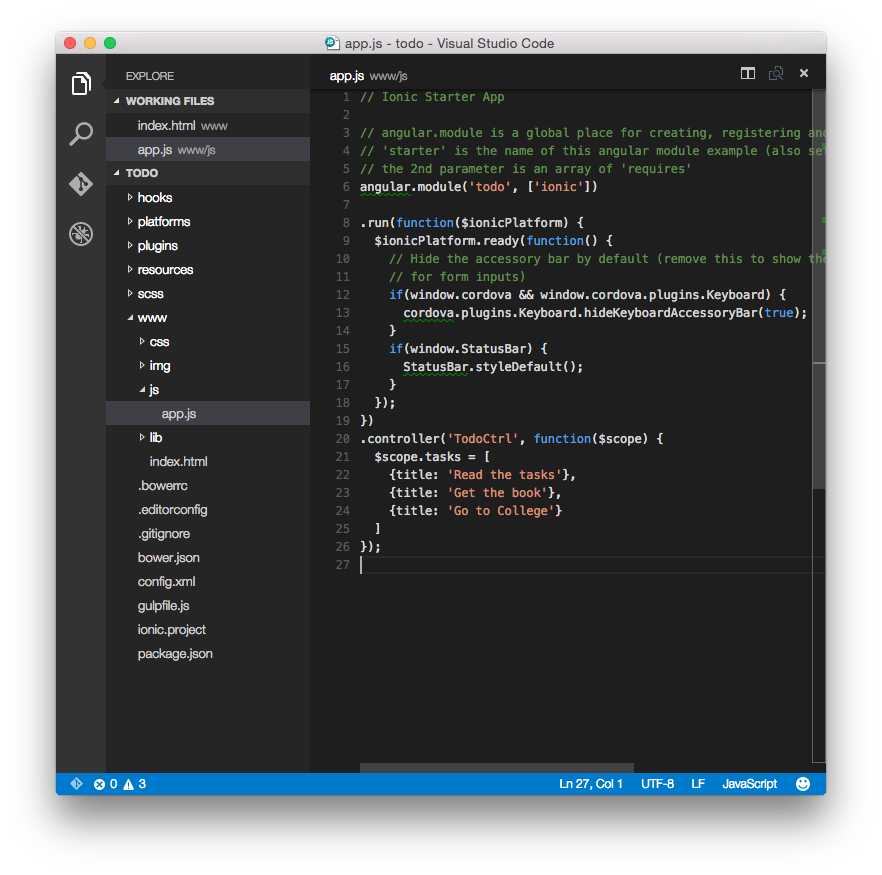 app.js - todo - Visual Studio Code
EXPLORE
WORKING FILES
index.html www
app.js www/js
TODO
hooks
platforms
plugins
resources
scss
www
css
img
js
app.js
lib
index.html
.bowerrc
.editorconfig
.gitignore
bower.json
config.xml
gulpfile.js
ionic.project
package.json
app.js www/js
1 // Ionic Starter App
2
3 // angular.module is a global place for creating, registering and
4 // 'starter' is the name of this angular module example (also se
5 // the 2nd parameter is an array of 'requires'
6 angular.module('todo', ['ionic'])
7
8 .run(function($ionicPlatform) {
9   $ionicPlatform.ready(function() {
10     // Hide the accessory bar by default (remove this to show the
11     // for form inputs)
12     if(window.cordova && window.cordova.plugins.Keyboard) {
13       cordova.plugins.Keyboard.hideKeyboardAccessoryBar(true);
14     }
15     if(window.StatusBar) {
16       StatusBar.styleDefault();
17     }
18   });
19 })
20 .controller('TodoCtrl', function($scope) {
21   $scope.tasks = [
22     {title: 'Read the tasks'},
23     {title: 'Get the book'},
24     {title: 'Go to College'}
25   ]
26 });
27
0 3 Ln 27, Col 1 UTF-8 LF JavaScript